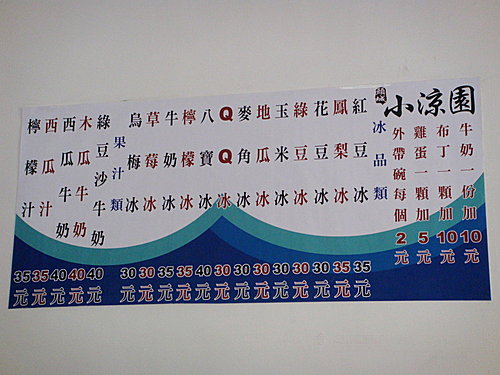 小涼園
牛奶一份加10元
布丁一顆加10元
雞蛋一顆加5元
外帶碗每個2元
冰品類
紅豆冰35元
鳳梨冰35元
花豆冰30元
綠豆冰30元
玉米冰30元
地瓜冰30元
麥角冰30元
QQ冰30元
八寶冰40元
檸檬冰35元
牛奶冰35元
草莓冰30元
烏梅冰30元
果汁類
綠豆沙牛奶40元
木瓜牛奶40元
西瓜牛奶40元
西瓜汁35元
檸檬汁35元